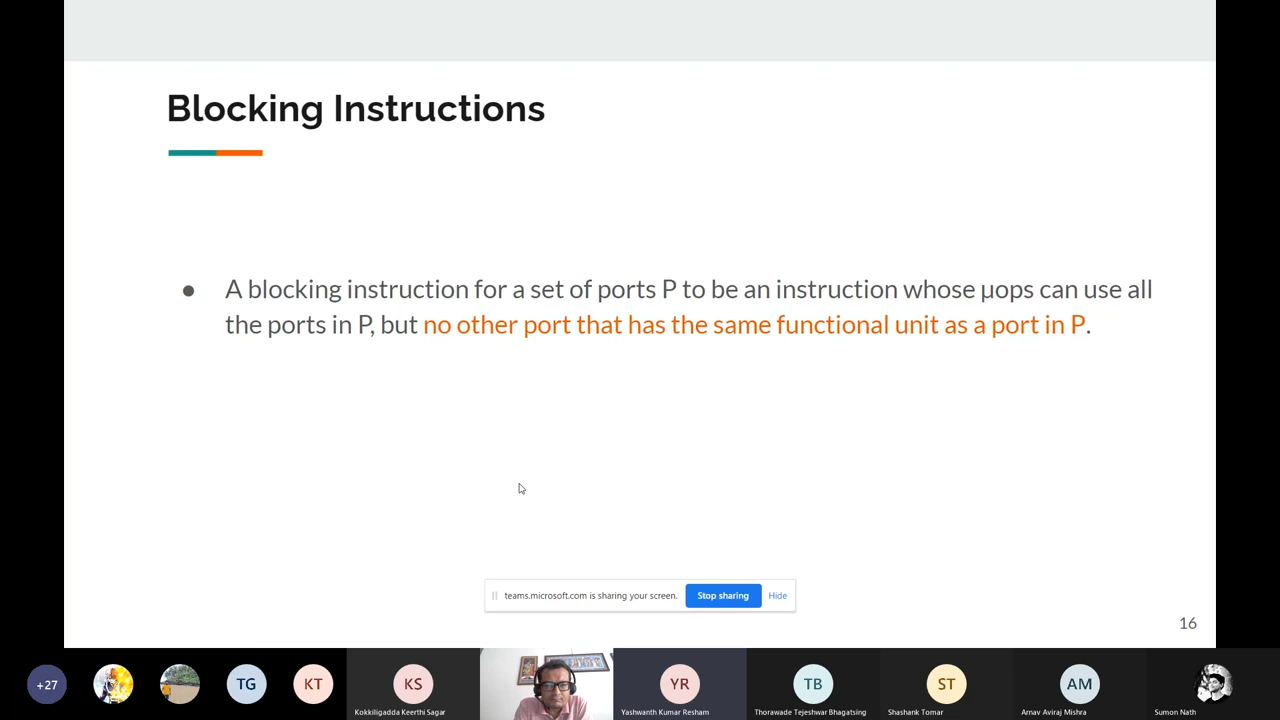 Blocking Instructions
● A blocking instruction for a set of ports P to be an instruction whose μops can use all
the ports in P, but no other port that has the same functional unit as a port in P.
teams.microsoft.com is sharing your screen. Stop sharing Hide
16
+27 TG KT KS YR TB ST AM
Kokkiligadda Keerthi Sagar Yashwanth Kumar Resham Thorawade Tejeshwar Bhagatsing Shashank Tomar Arnav Aviraj Mishra Sumon Nath